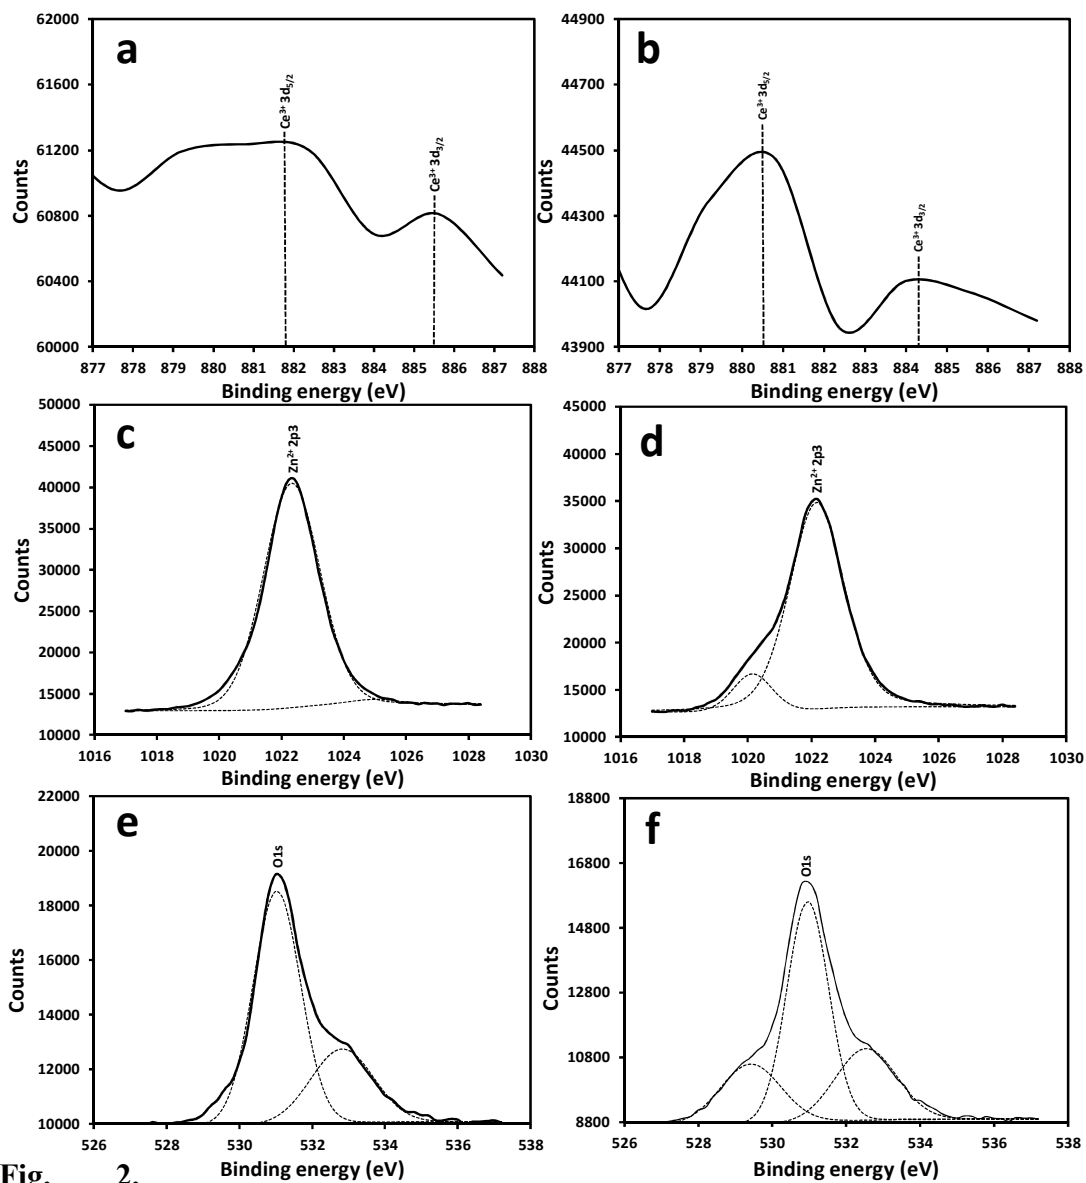 a
62000
61600
61200
60800
60400
60000
Counts
Ce³⁺ 3d₅/₂
Ce³⁺ 3d₃/₂
877 878 879 880 881 882 883 884 885 886 887 888
Binding energy (eV)
b
44900
44700
44500
44300
44100
43900
Counts
Ce³⁺ 3d₅/₂
Ce³⁺ 3d₃/₂
877 878 879 880 881 882 883 884 885 886 887 888
Binding energy (eV)
c
50000
45000
40000
35000
30000
25000
20000
15000
10000
Counts
Zn²⁺ 2p3
1016 1018 1020 1022 1024 1026 1028 1030
Binding energy (eV)
d
45000
40000
35000
30000
25000
20000
15000
10000
Counts
Zn²⁺ 2p3
1016 1018 1020 1022 1024 1026 1028 1030
Binding energy (eV)
e
22000
20000
18000
16000
14000
12000
10000
Counts
O1s
526 528 530 532 534 536 538
Binding energy (eV)
f
18800
16800
14800
12800
10800
8800
Counts
O1s
526 528 530 532 534 536 538
Binding energy (eV)
Fig. 2.